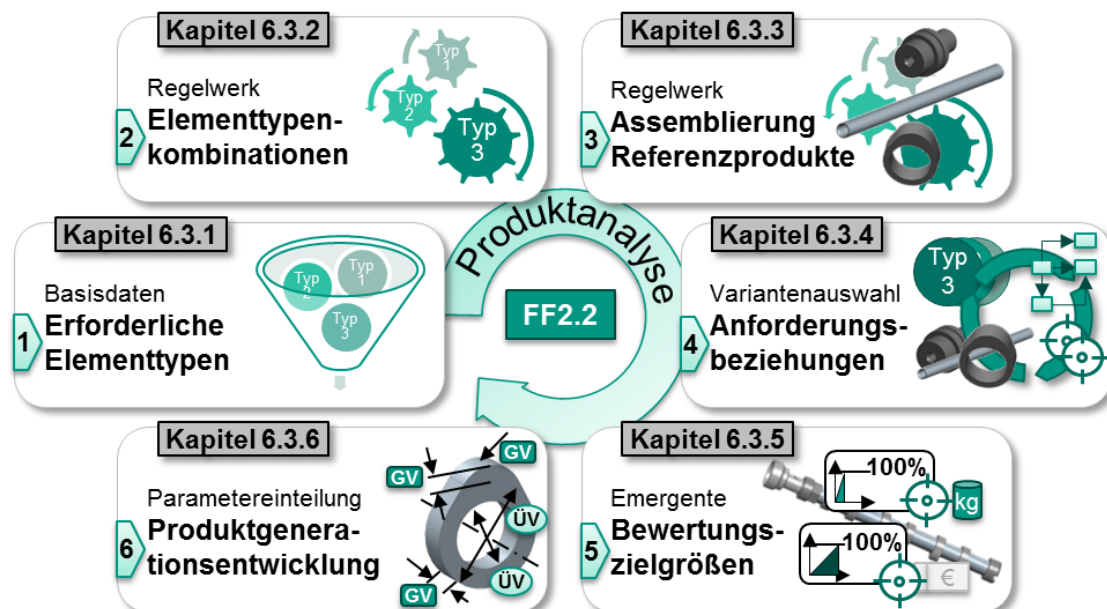 Kapitel 6.3.2
Regelwerk
2
Elementtypen-
kombinationen
Typ
1
Typ
2
Typ
3
Kapitel 6.3.3
Regelwerk
3
Assemblierung
Referenzprodukte
Kapitel 6.3.1
Basisdaten
1
Erforderliche
Elementtypen
Typ
1
Typ
2
Typ
3
Produktanalyse
FF2.2
Kapitel 6.3.4
Variantenauswahl
4
Anforderungs-
beziehungen
Typ
3
Kapitel 6.3.6
Parametereinteilung
6
Produktgenera-
tionsentwicklung
GV
GV
ÜV
ÜV
GV
Kapitel 6.3.5
Emergente
5
Bewertungs-
zielgrößen
100%
kg
100%
€